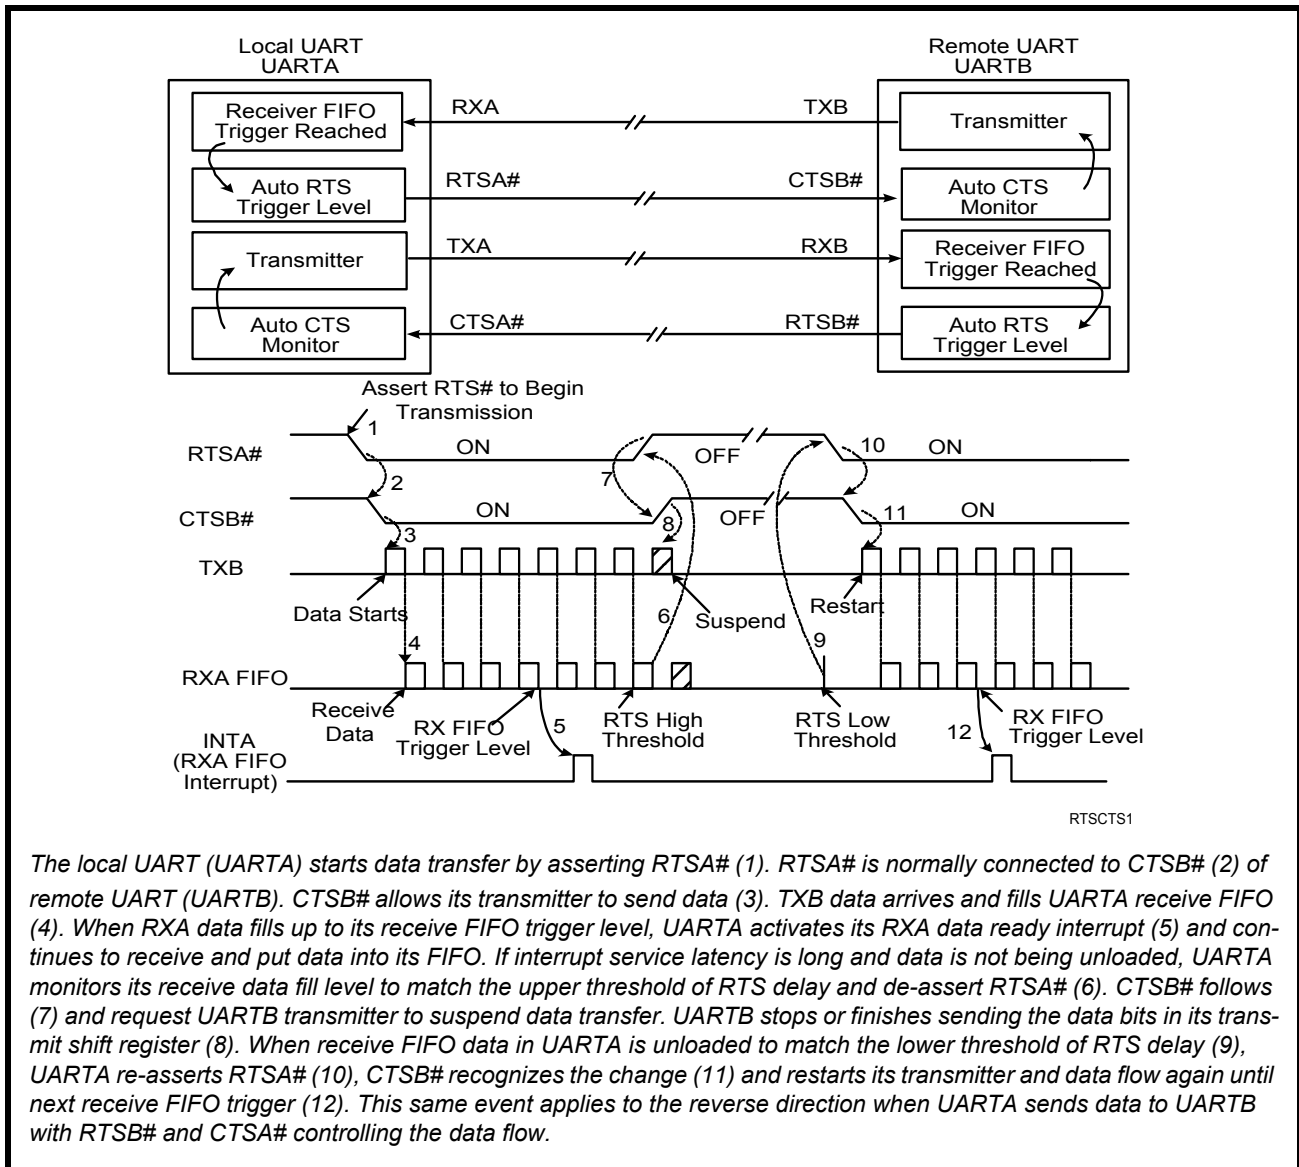 Local UART
UARTA
Remote UART
UARTB
Receiver FIFO
Trigger Reached
RXA
TXB
Transmitter
Auto RTS
Trigger Level
RTSA#
CTSB#
Auto CTS
Monitor
Transmitter
TXA
RXB
Receiver FIFO
Trigger Reached
Auto CTS
Monitor
CTSA#
RTSB#
Auto RTS
Trigger Level
Assert RTS# to Begin
Transmission
RTSA#
1
ON
7
OFF
10
ON
2
CTSB#
ON
8
OFF
11
ON
3
TXB
Data Starts
6
Suspend
Restart
4
9
RXA FIFO
Receive
Data
RX FIFO
Trigger Level
5
RTS High
Threshold
RTS Low
Threshold
12
RX FIFO
Trigger Level
INTA
(RXA FIFO
Interrupt)
RTSCTS1
The local UART (UARTA) starts data transfer by asserting RTSA# (1). RTSA# is normally connected to CTSB# (2) of
remote UART (UARTB). CTSB# allows its transmitter to send data (3). TXB data arrives and fills UARTA receive FIFO
(4). When RXA data fills up to its receive FIFO trigger level, UARTA activates its RXA data ready interrupt (5) and con-
tinues to receive and put data into its FIFO. If interrupt service latency is long and data is not being unloaded, UARTA
monitors its receive data fill level to match the upper threshold of RTS delay and de-assert RTSA# (6). CTSB# follows
(7) and request UARTB transmitter to suspend data transfer. UARTB stops or finishes sending the data bits in its trans-
mit shift register (8). When receive FIFO data in UARTA is unloaded to match the lower threshold of RTS delay (9),
UARTA re-asserts RTSA# (10), CTSB# recognizes the change (11) and restarts its transmitter and data flow again until
next receive FIFO trigger (12). This same event applies to the reverse direction when UARTA sends data to UARTB
with RTSB# and CTSA# controlling the data flow.